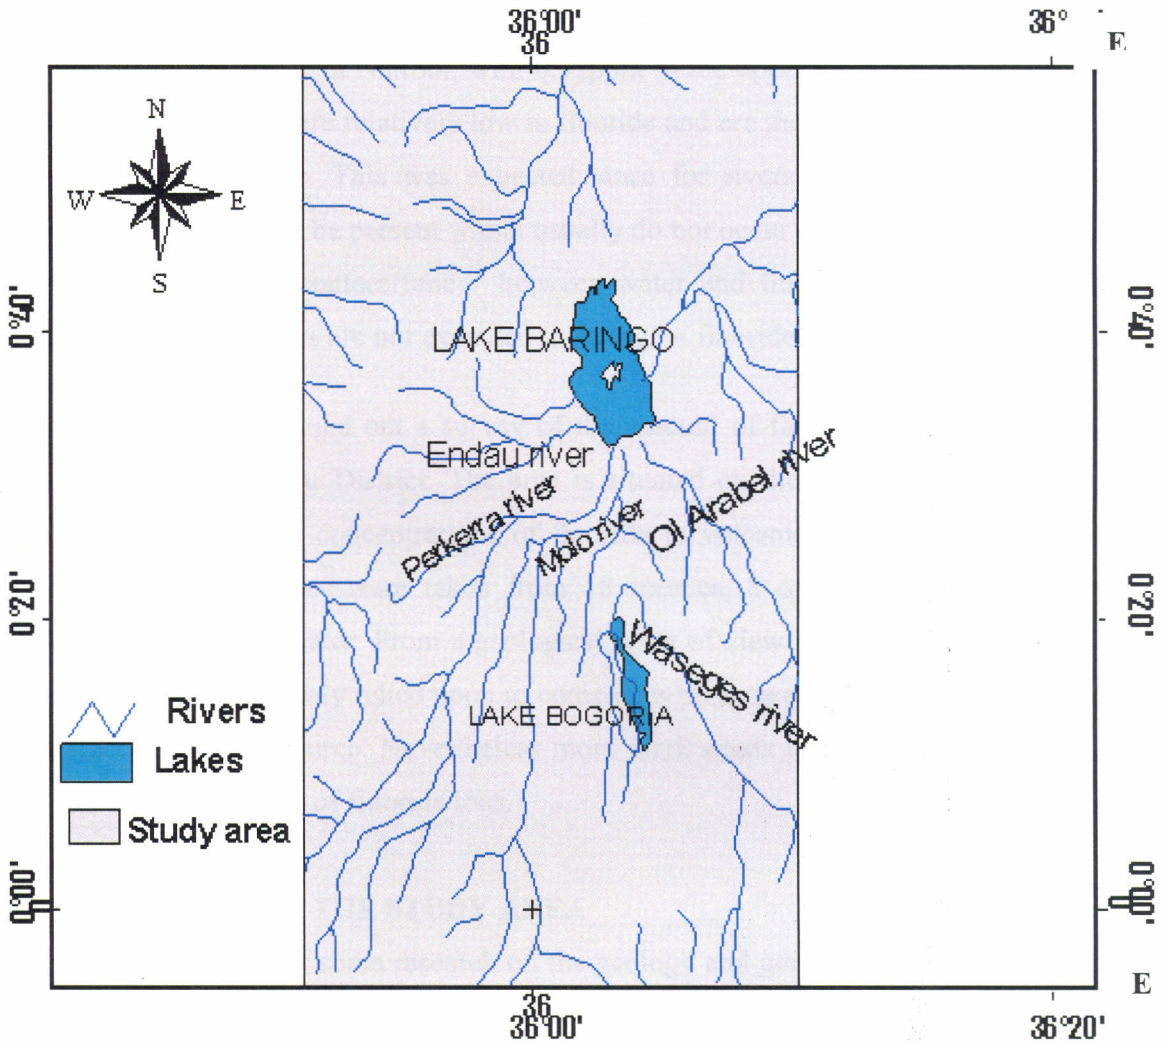 36°00'
36
36°
E
E
N
W
E
S
0°40'
0°40'
LAKE BARINGO
Endau river
Perkerra river
Molo river
Ol Arabel river
0°20'
0°20'
Waseges river
LAKE BOGORIA
Rivers
Lakes
Study area
0°00'
0°00'
36
36°00'
36°20'